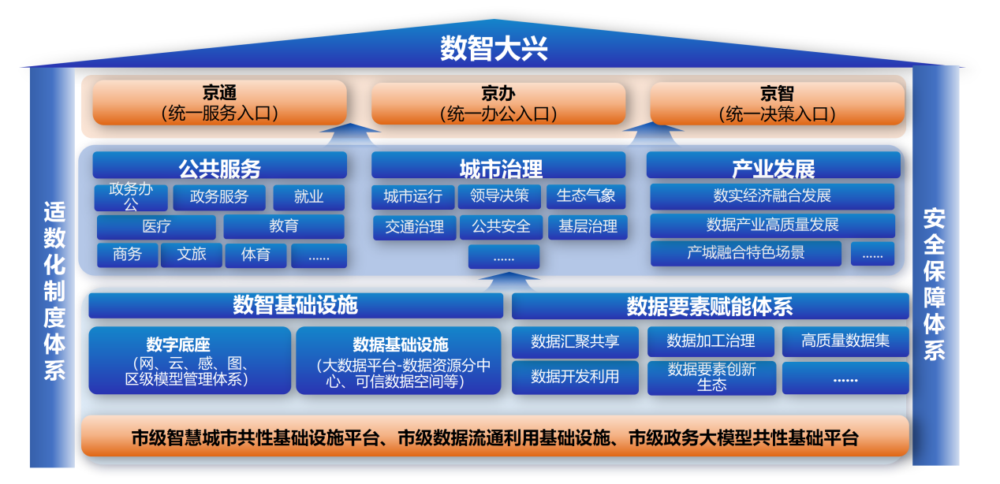 数智大兴
京通
（统一服务入口）
京办
（统一办公入口）
京智
（统一决策入口）
适数化制度体系
安全保障体系
公共服务
政务办
公
政务服务
就业
医疗
教育
商务
文旅
体育
......
城市治理
城市运行
领导决策
生态气象
交通治理
公共安全
基层治理
......
产业发展
数实经济融合发展
数据产业高质量发展
产城融合特色场景
......
数智基础设施
数字底座
（网、云、感、图、
区级模型管理体系）
数据基础设施
（大数据平台-数据资源分中
心、可信数据空间等）
数据要素赋能体系
数据汇聚共享
数据加工治理
高质量数据集
数据开发利用
数据要素创新
生态
......
市级智慧城市共性基础设施平台、市级数据流通利用基础设施、市级政务大模型共性基础平台